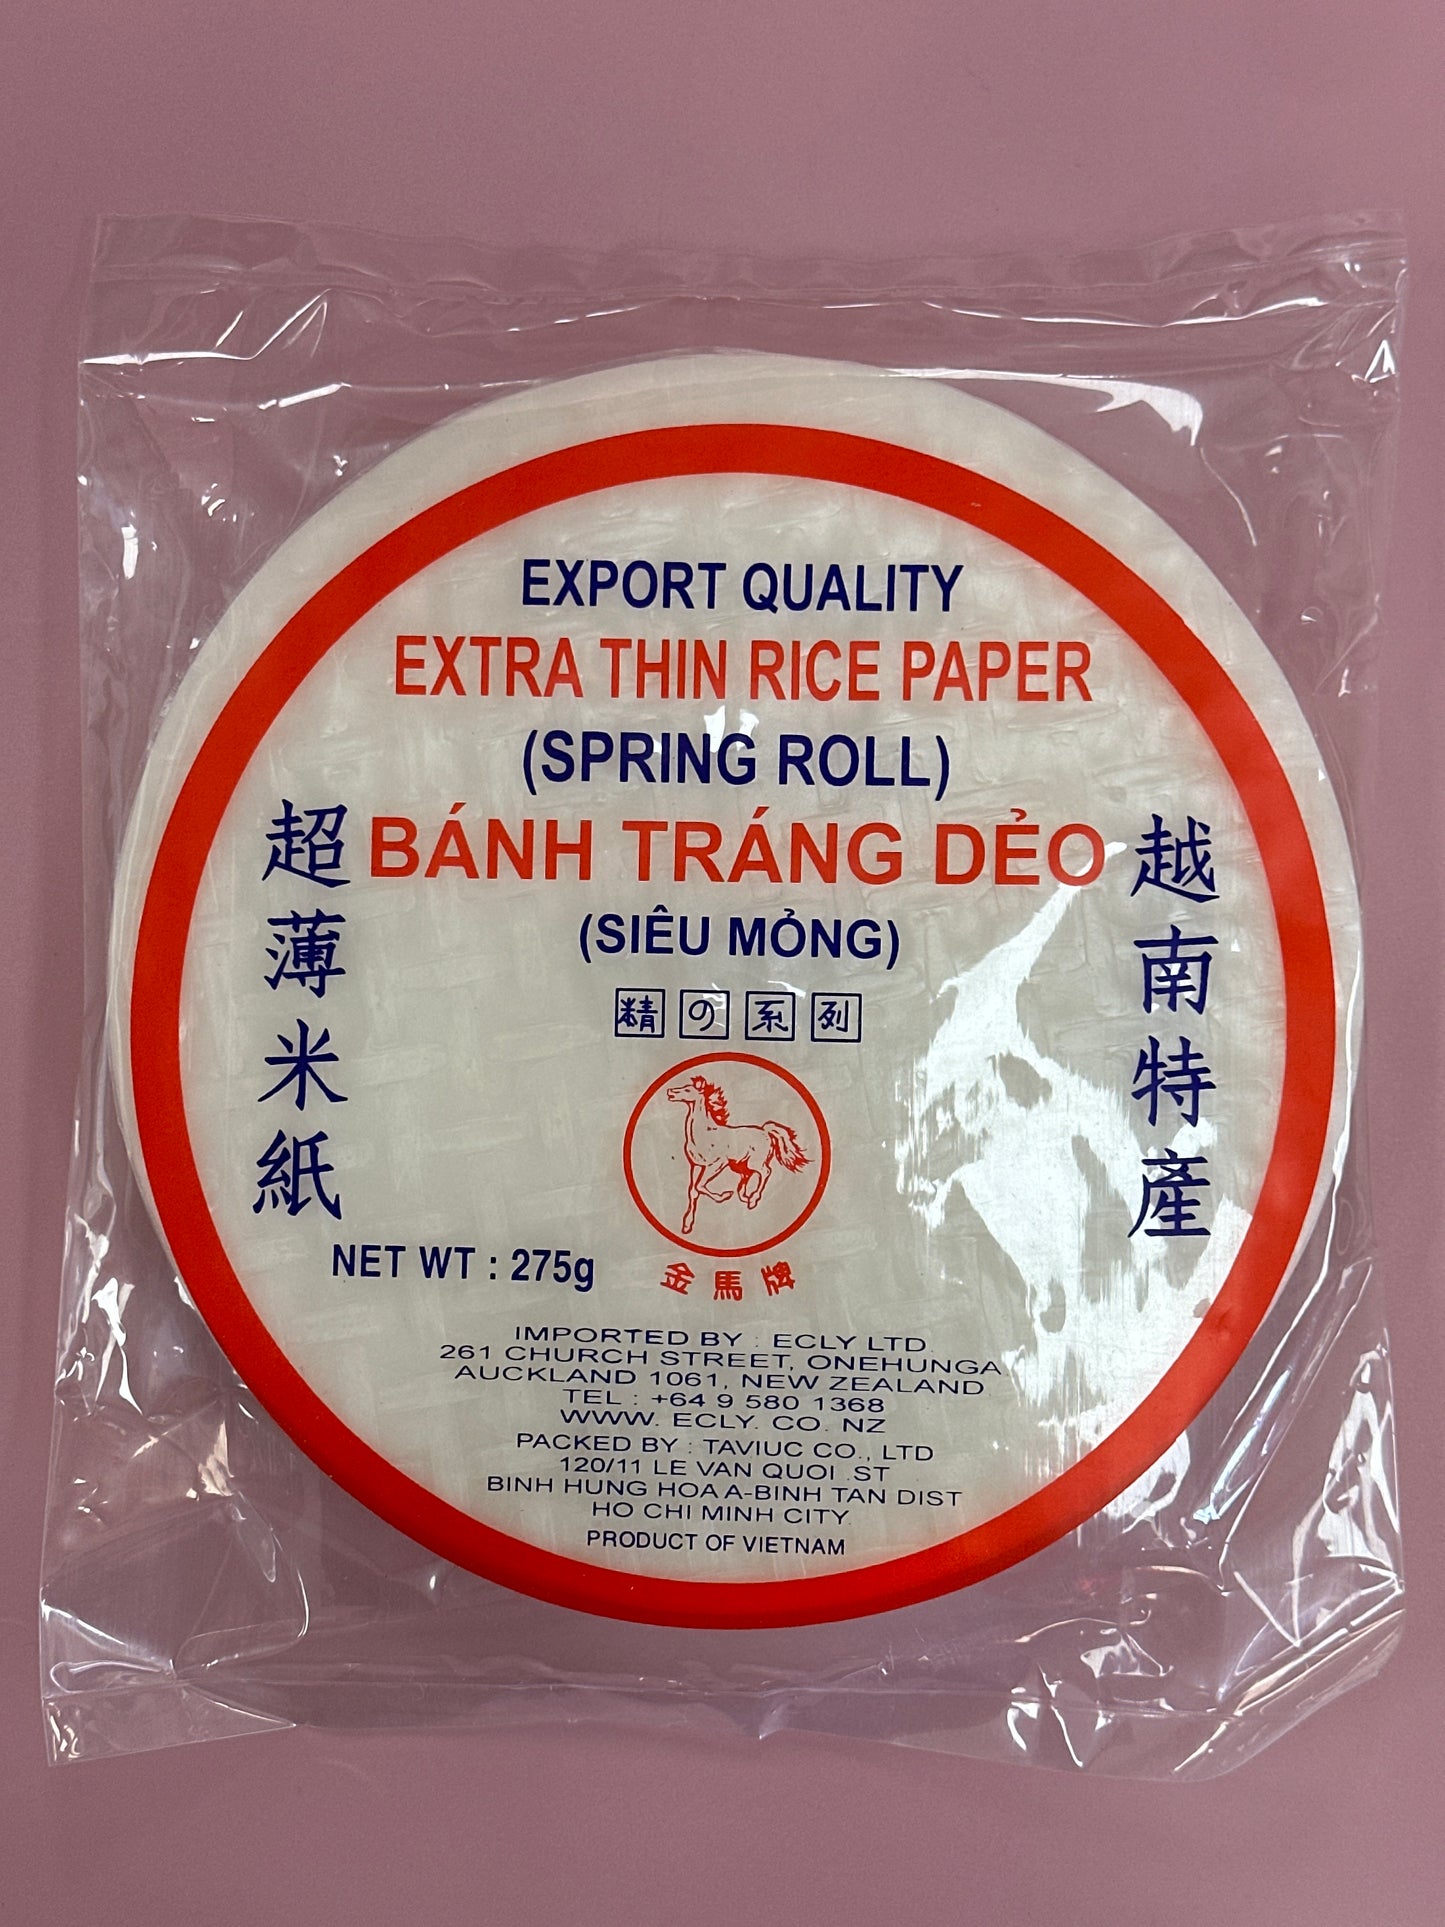 EXPORT QUALITY
EXTRA THIN RICE PAPER
(SPRING ROLL)
BÁNH TRÁNG DẺO
(SIÊU MỎNG)
超薄米紙
越南特產
精の系列
金馬牌
NET WT : 275g
IMPORTED BY : ECLY LTD.
261 CHURCH STREET, ONEHUNGA
AUCKLAND 1061, NEW ZEALAND
TEL : +64 9 580 1368
WWW. ECLY. CO. NZ
PACKED BY : TAVIUC CO., LTD
120/11 LE VAN QUOI .ST
BINH HUNG HOA A-BINH TAN DIST
HO CHI MINH CITY.
PRODUCT OF VIETNAM